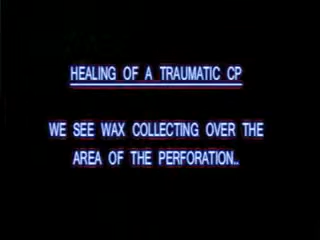 HEALING OF A TRAUMATIC CP
WE SEE WAX COLLECTING OVER THE
AREA OF THE PERFORATION..